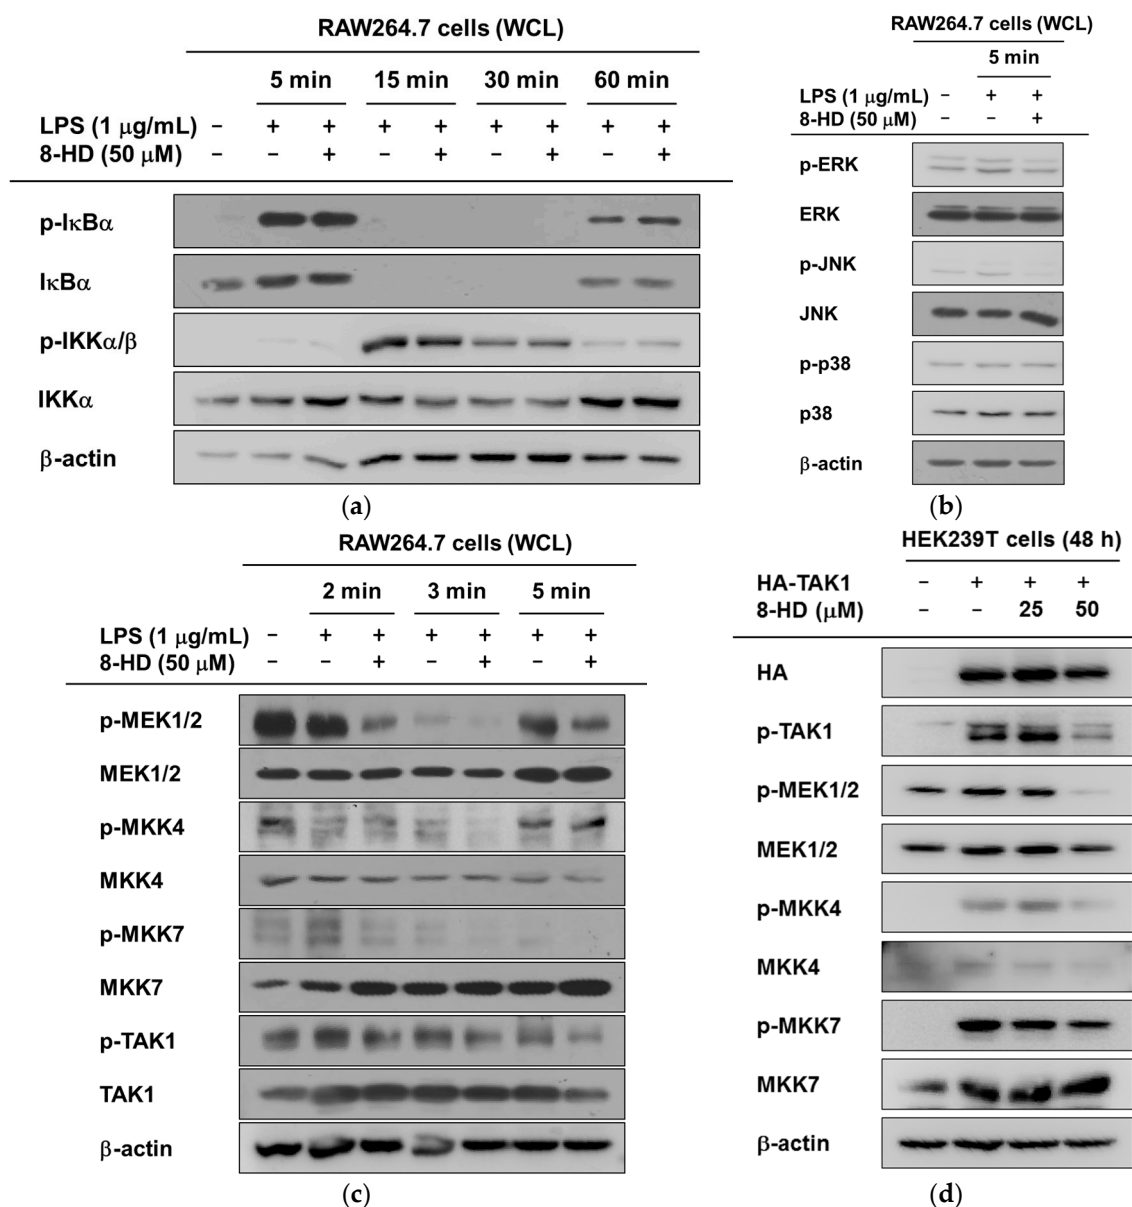 RAW264.7 cells (WCL)
5 min 15 min 30 min 60 min
LPS (1 μg/mL) – + + + + + + + +
8-HD (50 μM) – – + – + – + – +
p-IκBα
IκBα
p-IKKα/β
IKKα
β-actin
(a)
RAW264.7 cells (WCL)
5 min
LPS (1 μg/mL) – + +
8-HD (50 μM) – – +
p-ERK
ERK
p-JNK
JNK
p-p38
p38
β-actin
(b)
RAW264.7 cells (WCL)
2 min 3 min 5 min
LPS (1 μg/mL) – + + + + + +
8-HD (50 μM) – – + – + – +
p-MEK1/2
MEK1/2
p-MKK4
MKK4
p-MKK7
MKK7
p-TAK1
TAK1
β-actin
(c)
HEK239T cells (48 h)
HA-TAK1 – + + +
8-HD (μM) – – 25 50
HA
p-TAK1
p-MEK1/2
MEK1/2
p-MKK4
MKK4
p-MKK7
MKK7
β-actin
(d)